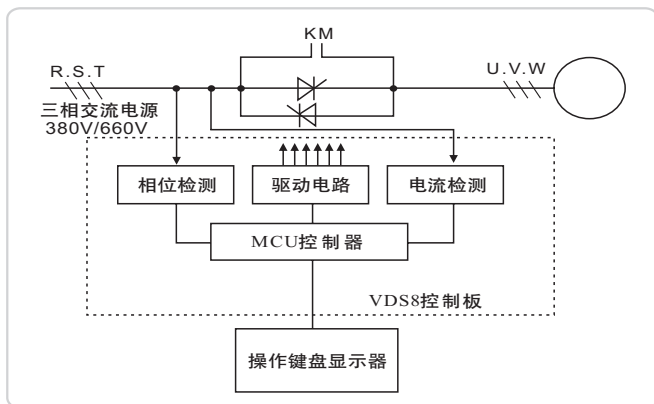 KM
R.S.T
U.V.W
三相交流电源
380V/660V
相位检测
驱动电路
电流检测
MCU控制器
VDS8控制板
操作键盘显示器